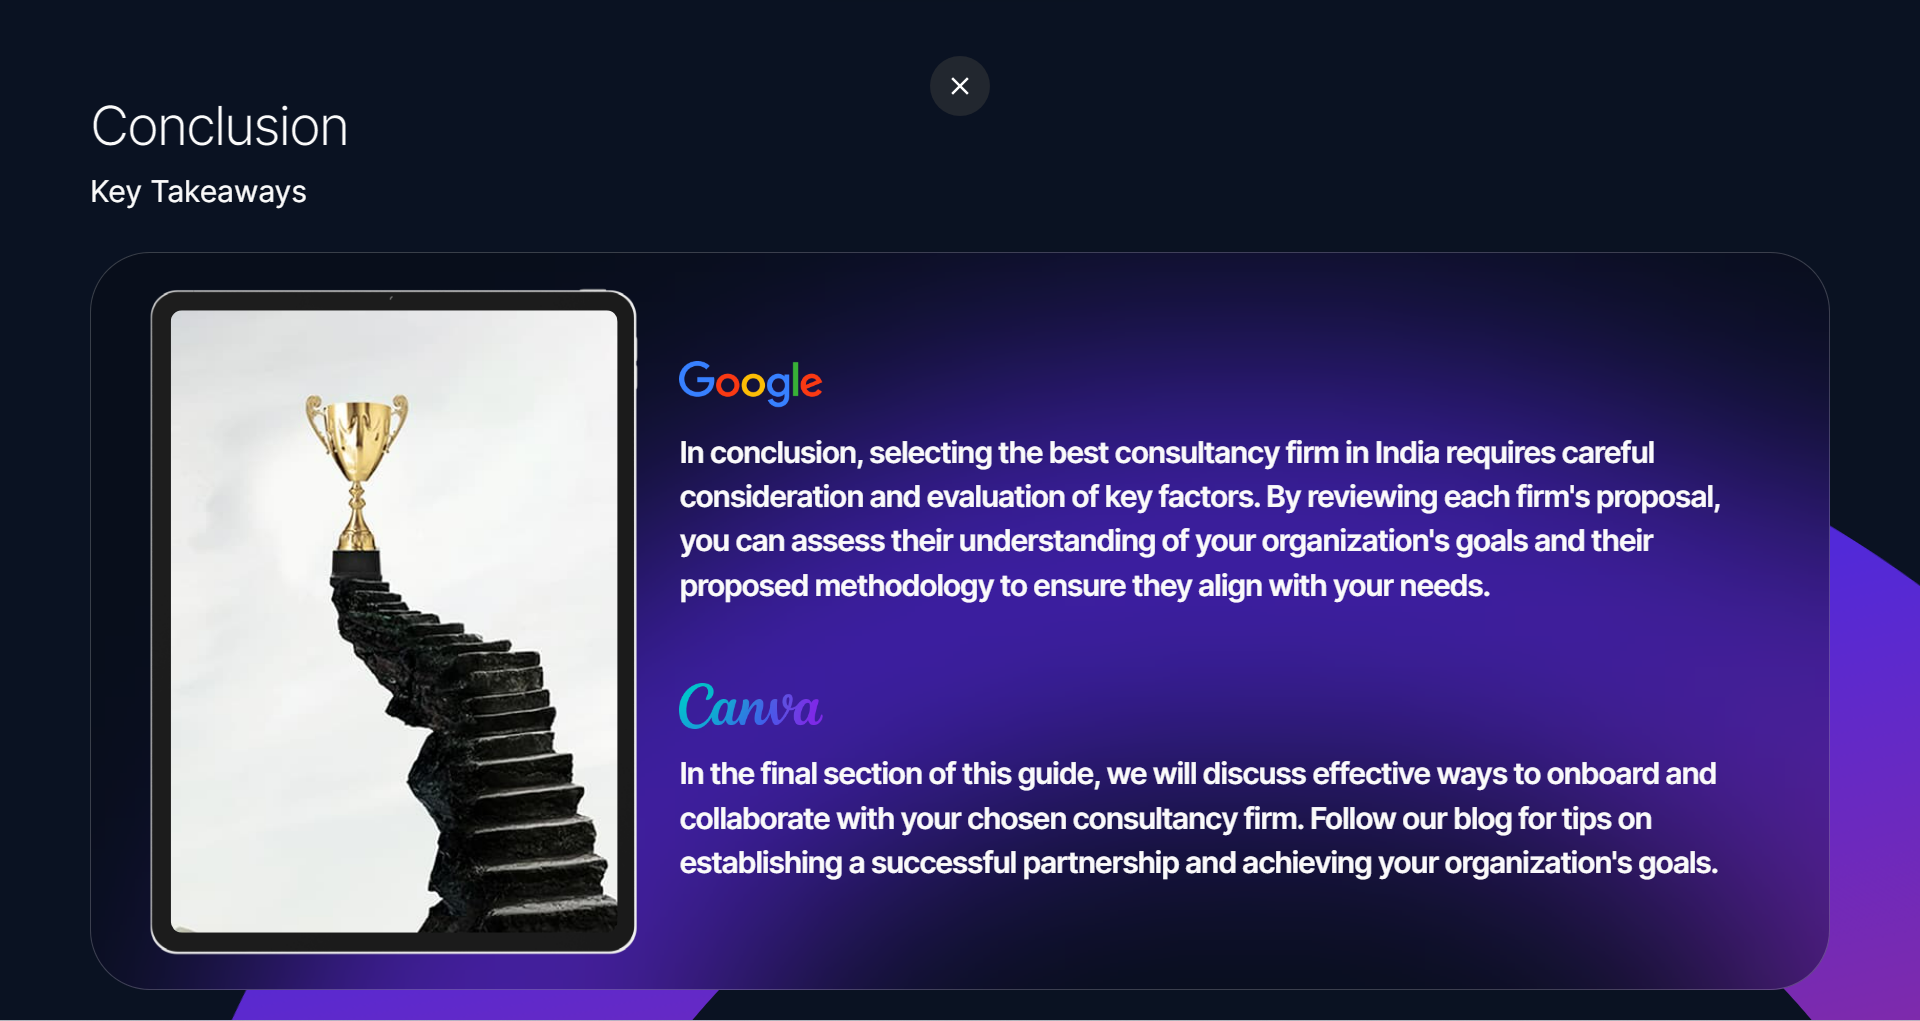 Conclusion
Key Takeaways
Google
In conclusion, selecting the best consultancy firm in India requires careful
consideration and evaluation of key factors. By reviewing each firm's proposal,
you can assess their understanding of your organization's goals and their
proposed methodology to ensure they align with your needs.
Canva
In the final section of this guide, we will discuss effective ways to onboard and
collaborate with your chosen consultancy firm. Follow our blog for tips on
establishing a successful partnership and achieving your organization's goals.